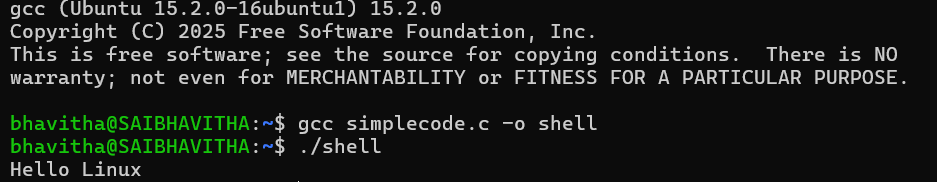 gcc (Ubuntu 15.2.0-16ubuntu1) 15.2.0
Copyright (C) 2025 Free Software Foundation, Inc.
This is free software; see the source for copying conditions.  There is NO
warranty; not even for MERCHANTABILITY or FITNESS FOR A PARTICULAR PURPOSE.
bhavitha@SAIBHAVITHA:~$ gcc simplecode.c -o shell
bhavitha@SAIBHAVITHA:~$ ./shell
Hello Linux